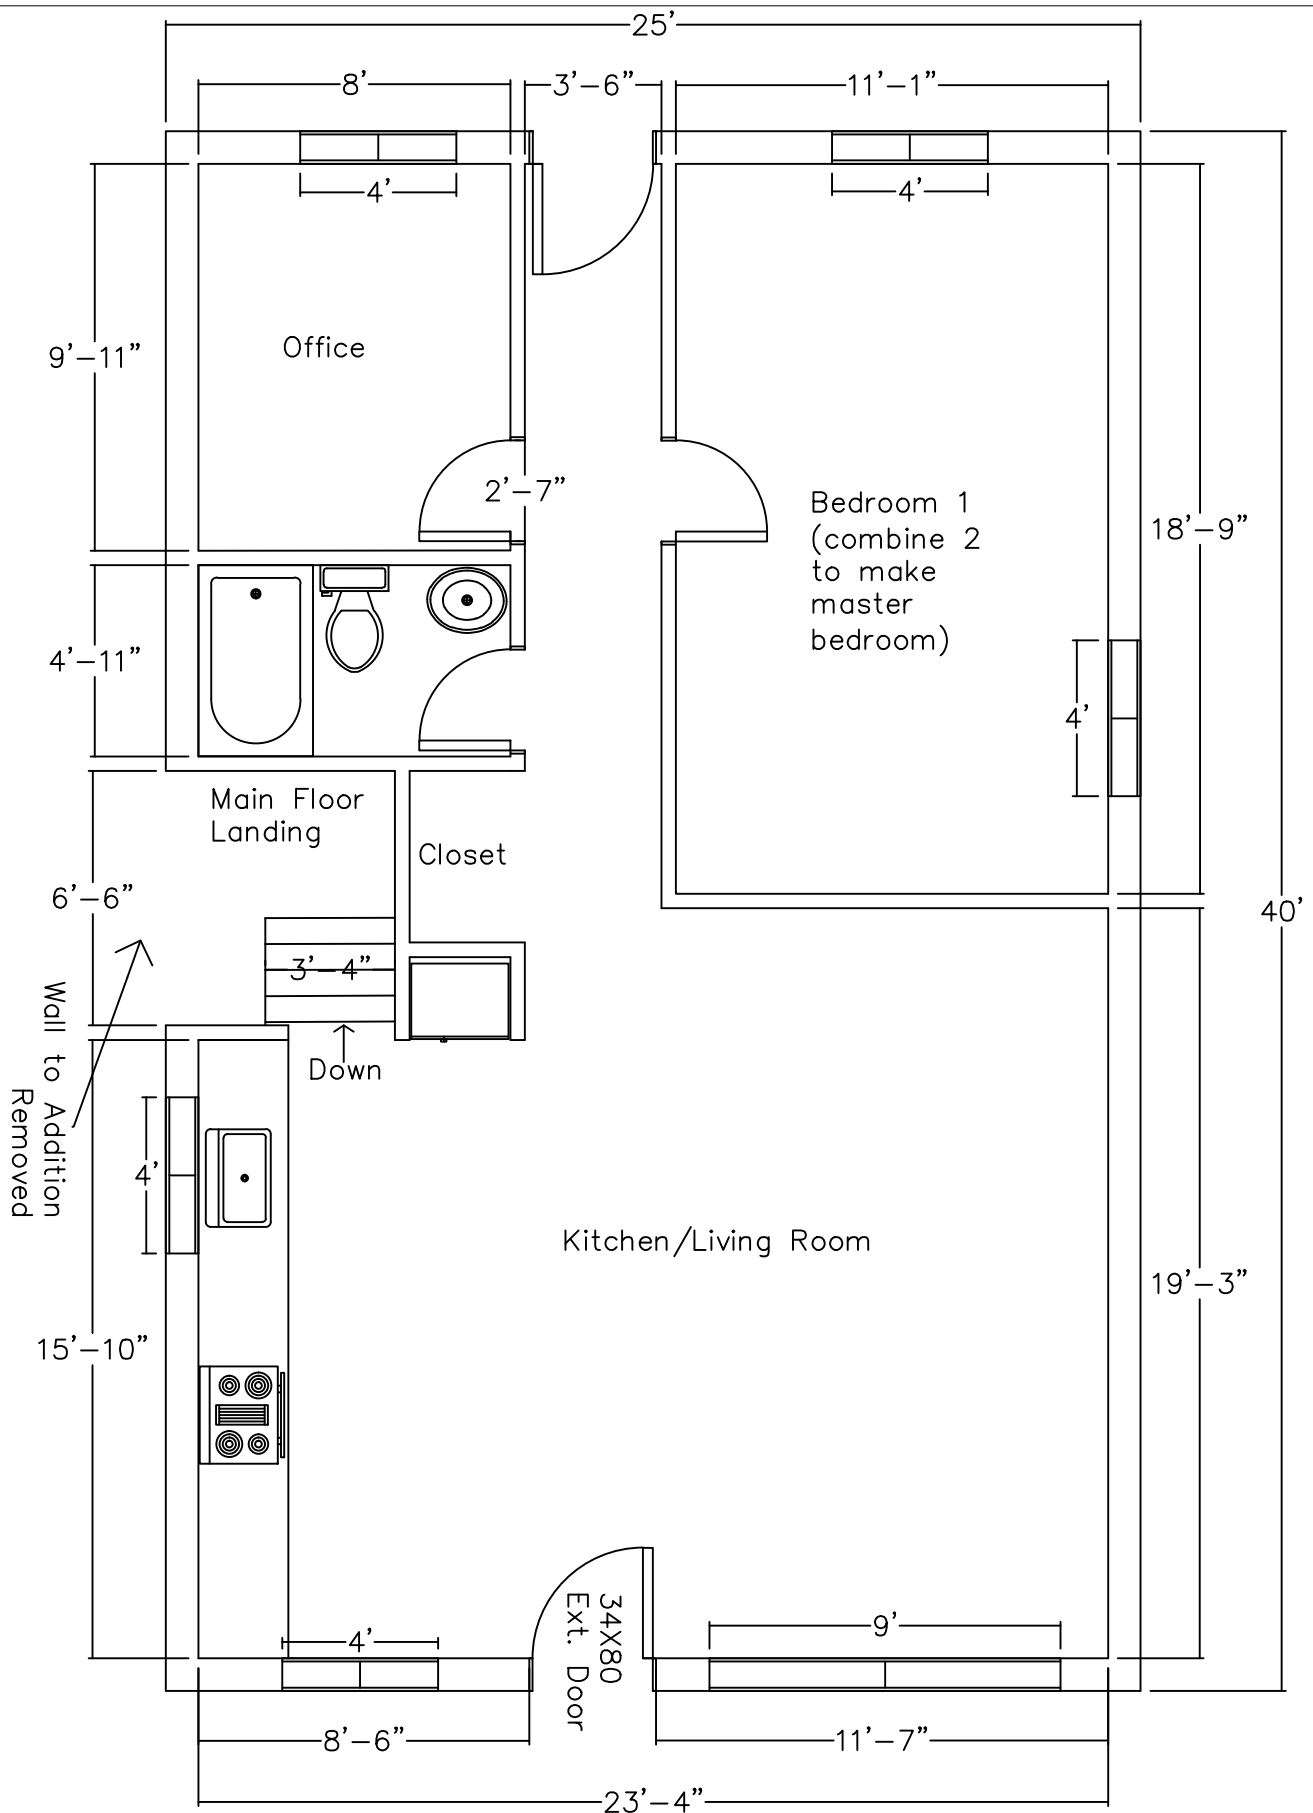 25'
8'
3'-6"
11'-1"
4'
4'
9'-11"
Office
2'-7"
Bedroom 1
(combine 2
to make
master
bedroom)
18'-9"
4'-11"
4'
Main Floor
Landing
Closet
6'-6"
40'
3'-4"
Wall to Addition
Removed
Down
4'
Kitchen/Living Room
19'-3"
15'-10"
34X80
Ext. Door
4'
9'
8'-6"
11'-7"
23'-4"